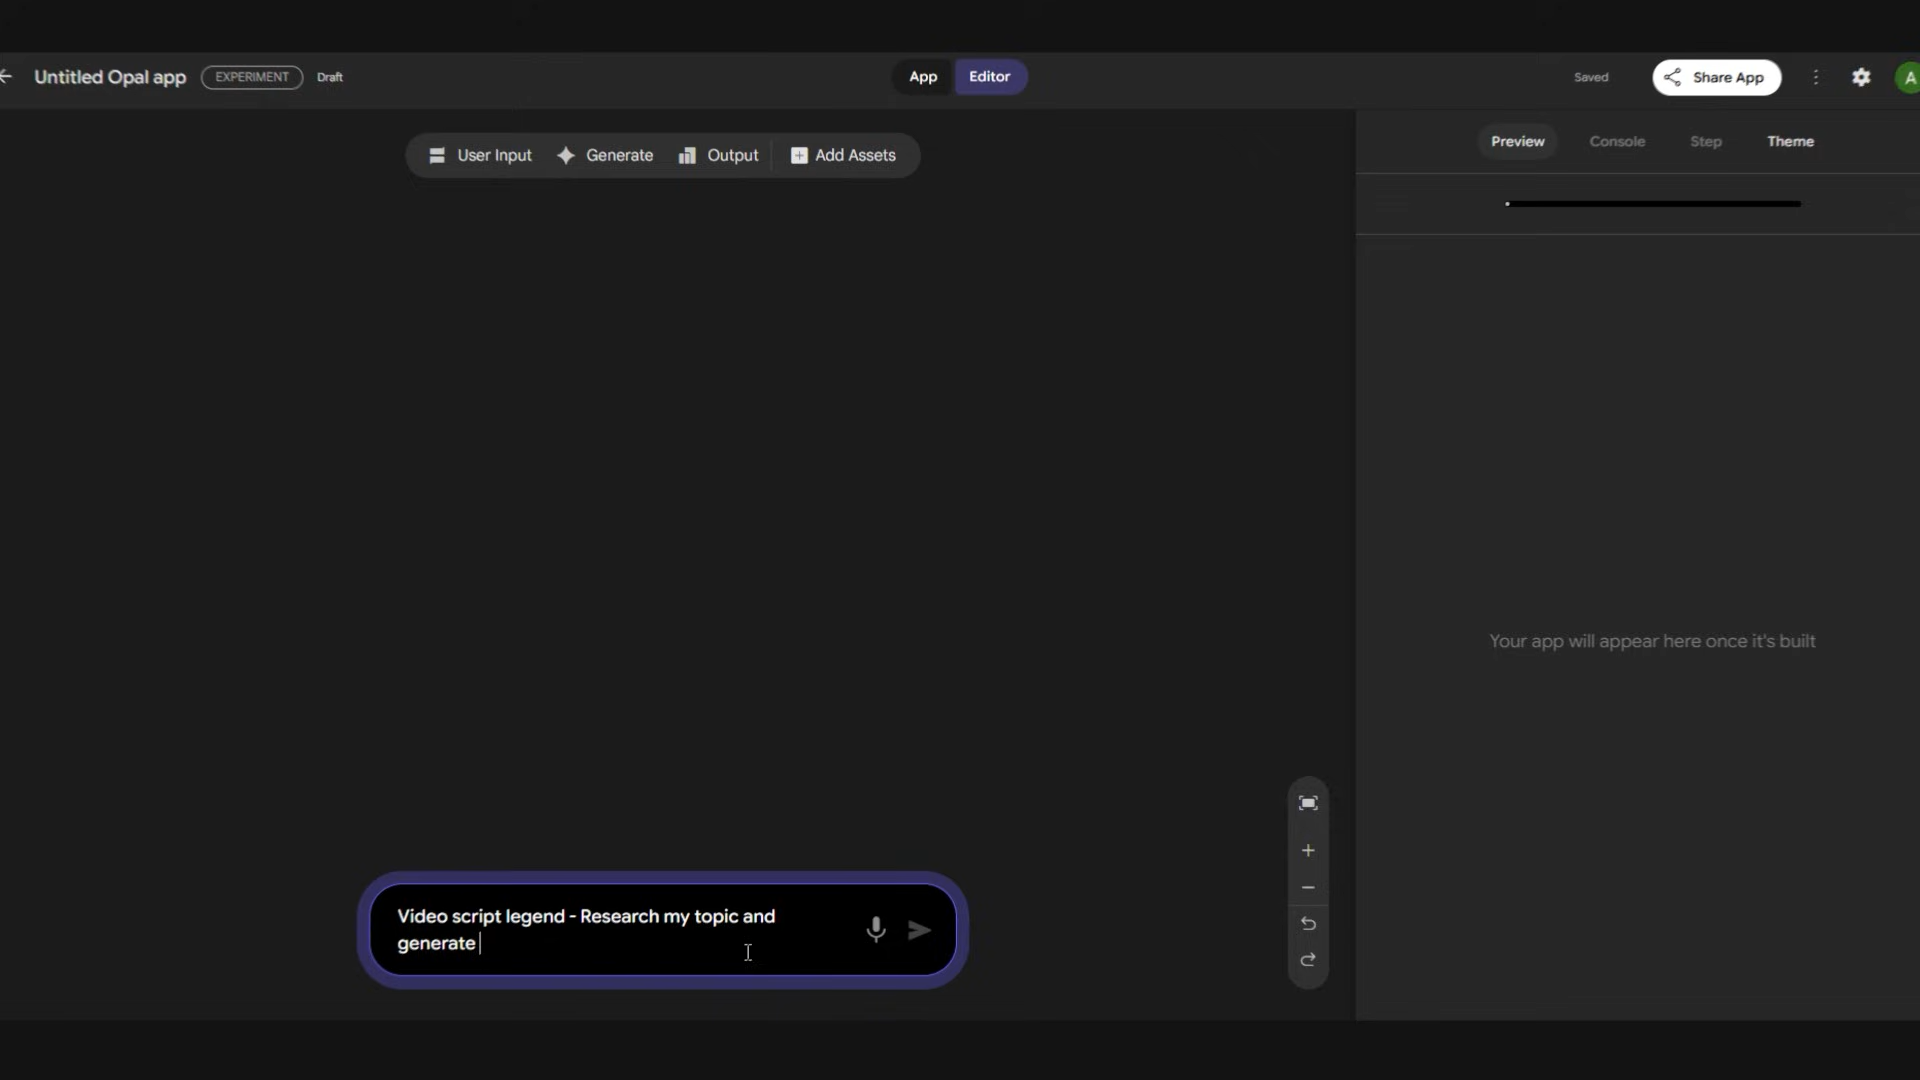 Untitled Opal app EXPERIMENT Draft App Editor Saved Share App A
User Input Generate Output Add Assets
Preview Console Step Theme
Your app will appear here once it's built
Video script legend - Research my topic and
generate